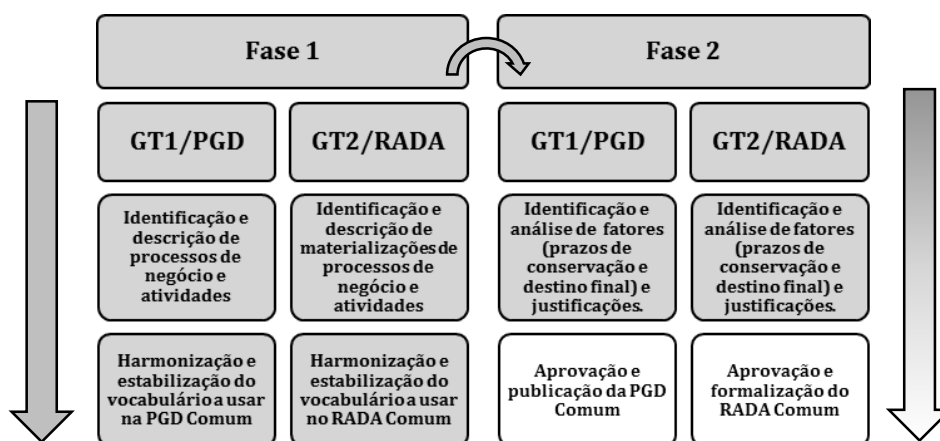 Fase 1
Fase 2
GT1/PGD
GT2/RADA
GT1/PGD
GT2/RADA
Identificação e
descrição de
processos de
negócio e
atividades
Identificação e
descrição de
materializações de
processos de
negócio e
atividades
Identificação e
análise de fatores
(prazos de
conservação e
destino final) e
justificações.
Identificação e
análise de fatores
(prazos de
conservação e
destino final) e
justificações.
Harmonização e
estabilização do
vocabulário a usar
na PGD Comum
Harmonização e
estabilização do
vocabulário a usar
no RADA Comum
Aprovação e
publicação da PGD
Comum
Aprovação e
formalização do
RADA Comum